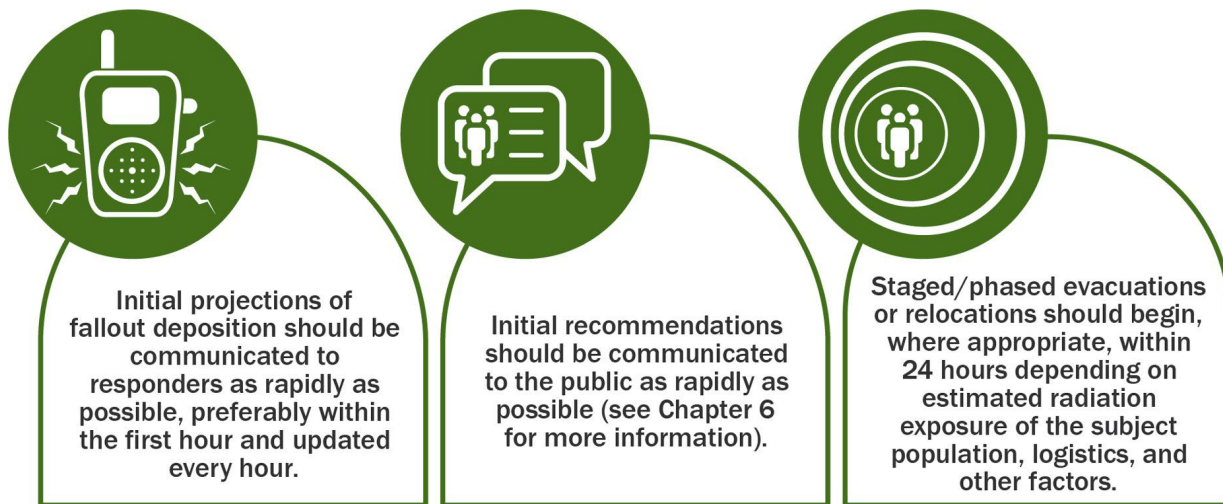 Initial projections of
fallout deposition should be
communicated to
responders as rapidly as
possible, preferably within
the first hour and updated
every hour.
Initial recommendations
should be communicated
to the public as rapidly as
possible (see Chapter 6
for more information).
Staged/phased evacuations
or relocations should begin,
where appropriate, within
24 hours depending on
estimated radiation
exposure of the subject
population, logistics, and
other factors.